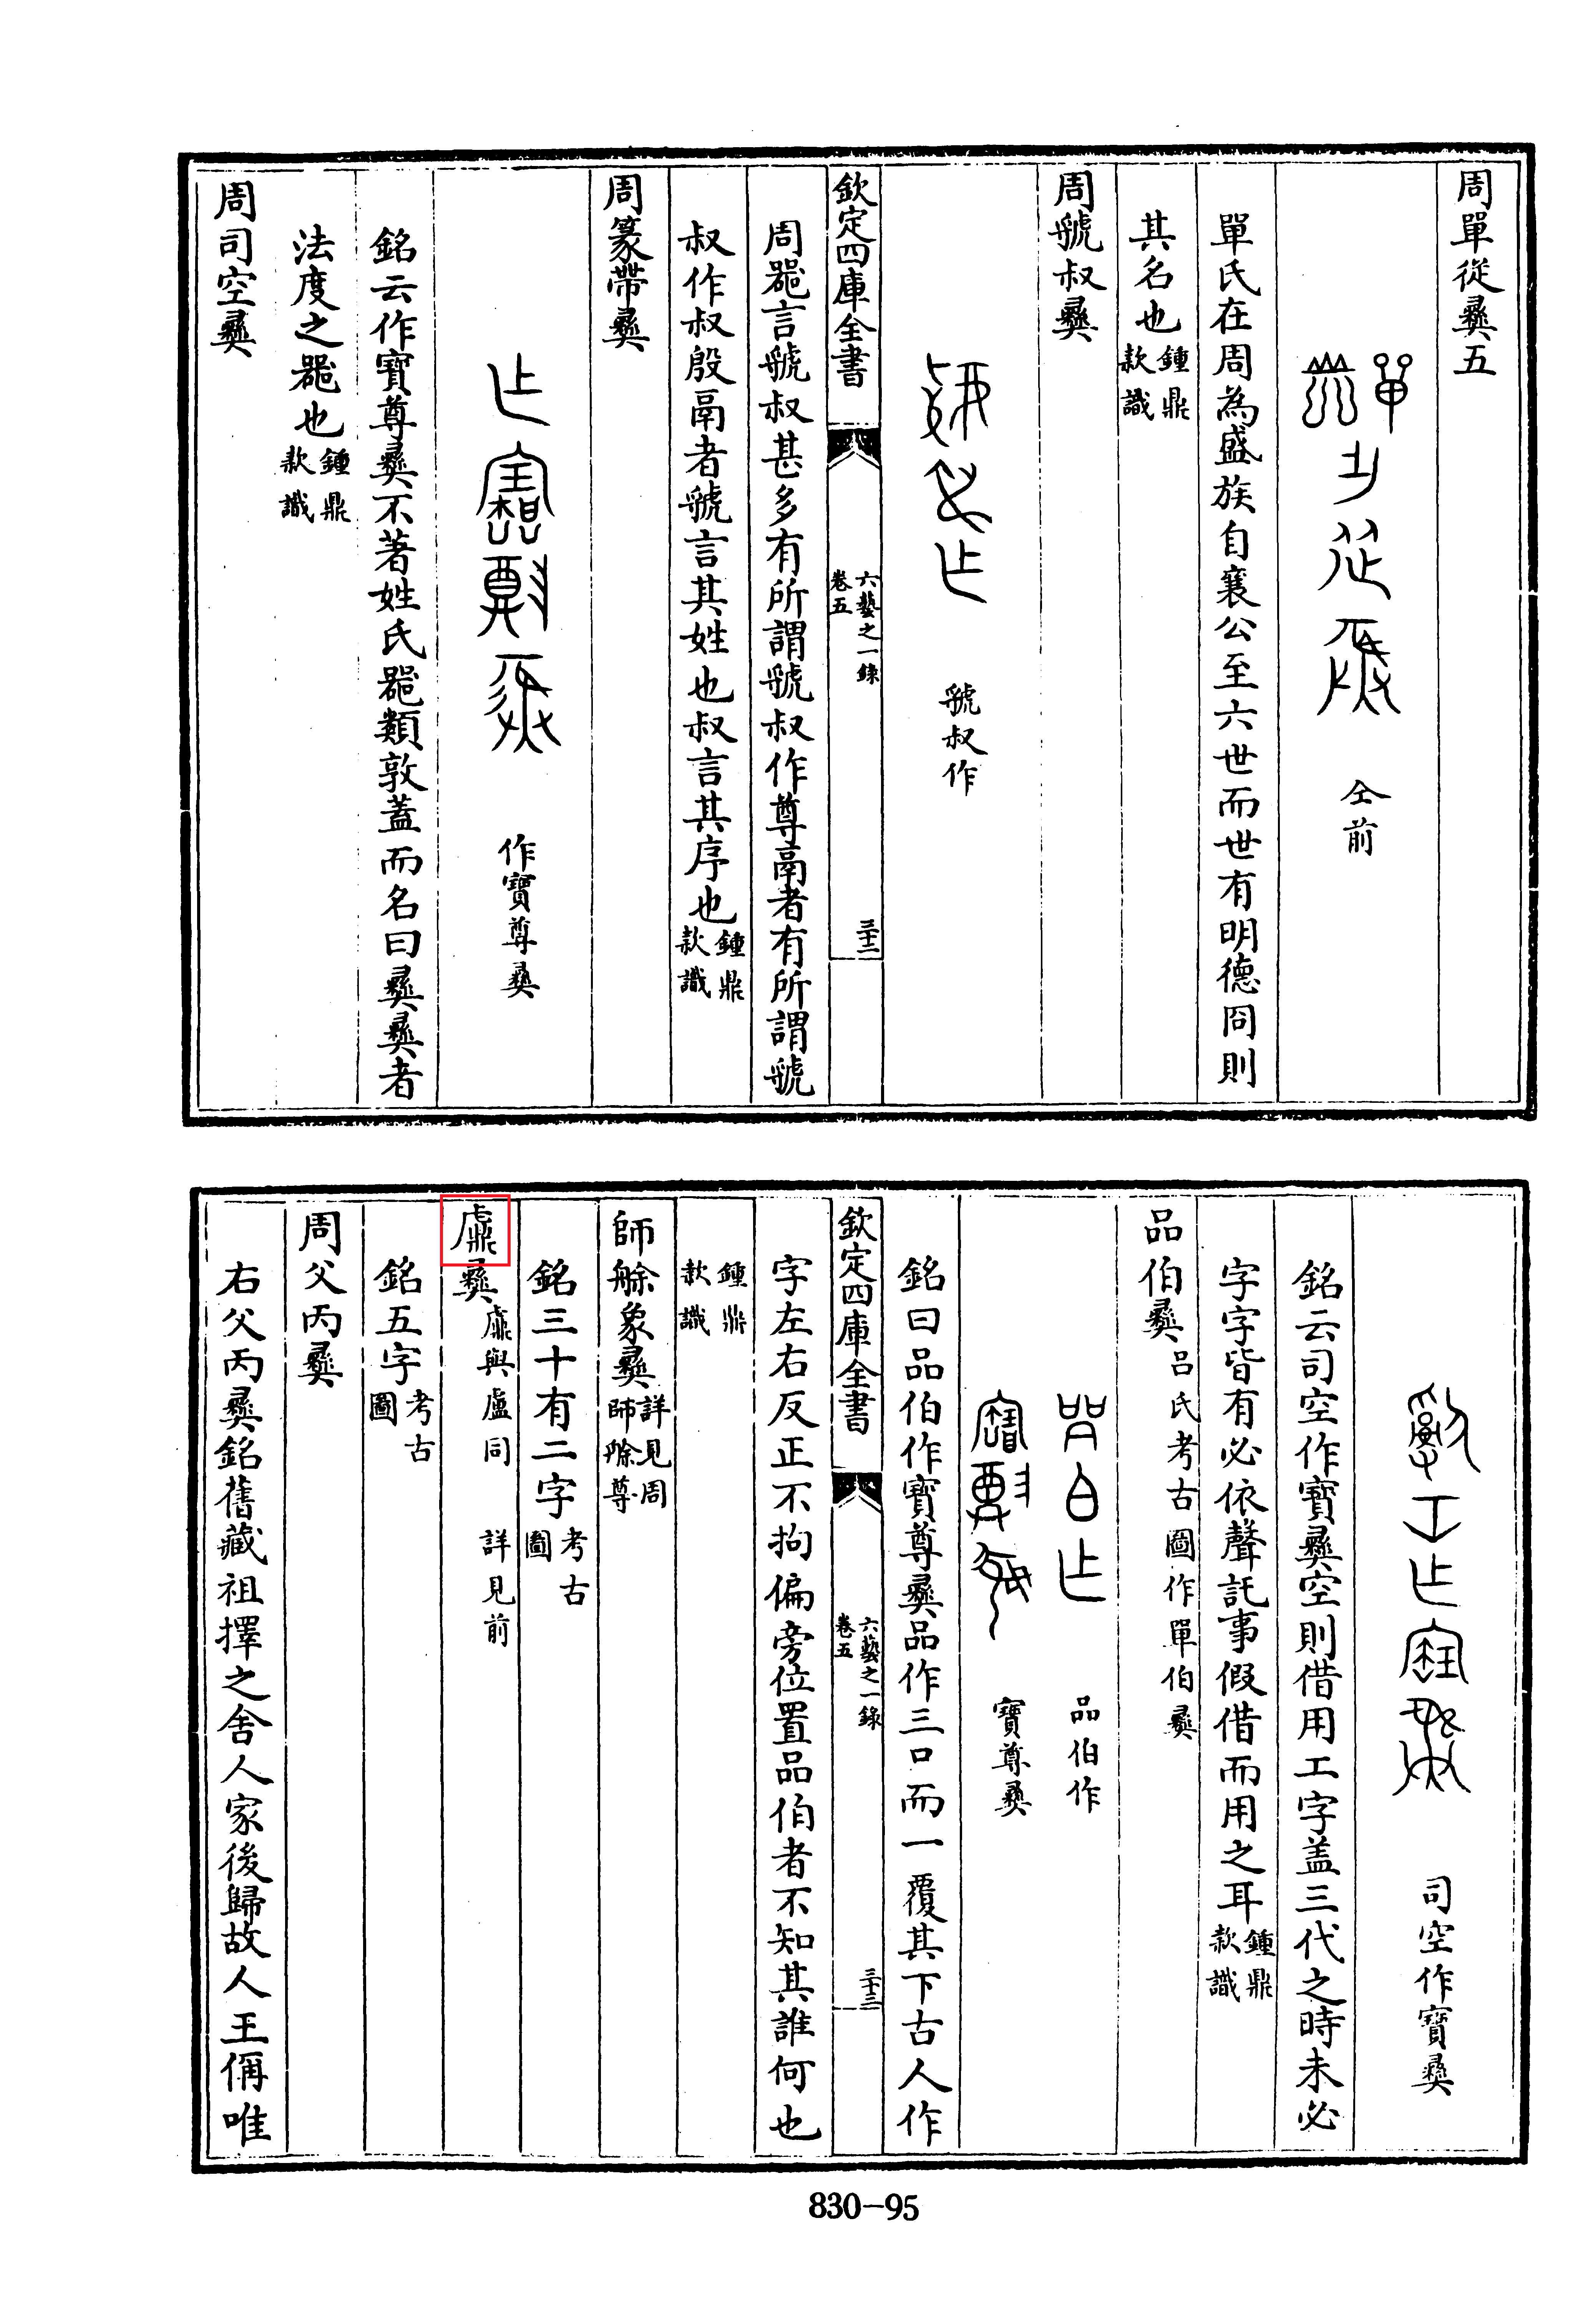 周單從彝五
仝前
單氏在周為盛族自襄公至六世而世有明德冏則
其名也鍾鼎款識
周虢叔彝
虢叔作
欽定四庫全書
六藝之一錄
卷五
三十二
周器言虢叔甚多有所謂虢叔作尊鬲者有所謂虢
叔作叔殷鬲者虢言其姓也叔言其序也鍾鼎款識
周篆帶彝
作寶尊彝
銘云作寶尊彝不著姓氏器類敦蓋而名曰彝彝者
法度之器也鍾鼎款識
周司空彝
司空作寶彝
銘云司空作寶彝空則借用工字盖三代之時未必
字字皆有必依聲託事假借而用之耳鍾鼎款識
品伯彝吕氏考古圖作單伯彝
品伯作
寶尊彝
銘曰品伯作寶尊彝品作三口而一覆其下古人作
欽定四庫全書
六藝之一錄
卷五
三十三
字左右反正不拘偏旁位置品伯者不知其誰何也
鍾鼎款識
師艅象彝詳見周師艅尊
銘三十有二字考古圖
彝與盧同 詳見前
銘五字考古圖
周父丙彝
右父丙彝銘舊藏祖擇之舍人家後歸故人王偁唯
830-95